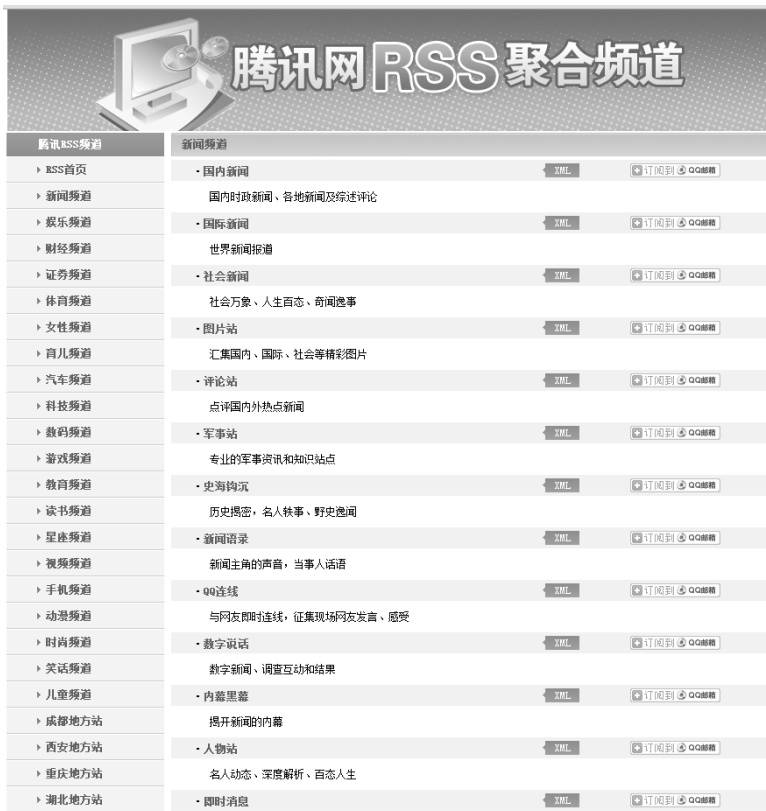 腾讯网RSS聚合频道
腾讯RSS频道
RSS首页
新闻频道
娱乐频道
财经频道
证券频道
体育频道
女性频道
育儿频道
汽车频道
科技频道
数码频道
游戏频道
教育频道
读书频道
星座频道
视频频道
手机频道
动漫频道
时尚频道
笑话频道
儿童频道
成都地方站
西安地方站
重庆地方站
湖北地方站
新闻频道
·国内新闻 XML 订阅到 QQ邮箱
国内时政新闻、各地新闻及综述评论
·国际新闻 XML 订阅到 QQ邮箱
世界新闻报道
·社会新闻 XML 订阅到 QQ邮箱
社会万象、人生百态、奇闻逸事
·图片站 XML 订阅到 QQ邮箱
汇集国内、国际、社会等精彩图片
·评论站 XML 订阅到 QQ邮箱
点评国内外热点新闻
·军事站 XML 订阅到 QQ邮箱
专业的军事资讯和知识站点
·史海钩沉 XML 订阅到 QQ邮箱
历史揭密，名人轶事、野史逸闻
·新闻语录 XML 订阅到 QQ邮箱
新闻主角的声音，当事人话语
·QQ连线 XML 订阅到 QQ邮箱
与网友即时连线，征集现场网友发言、感受
·数字说话 XML 订阅到 QQ邮箱
数字新闻、调查互动和结果
·内幕黑幕 XML 订阅到 QQ邮箱
揭开新闻的内幕
·人物站 XML 订阅到 QQ邮箱
名人动态、深度解析、百态人生
·即时消息 XML 订阅到 QQ邮箱